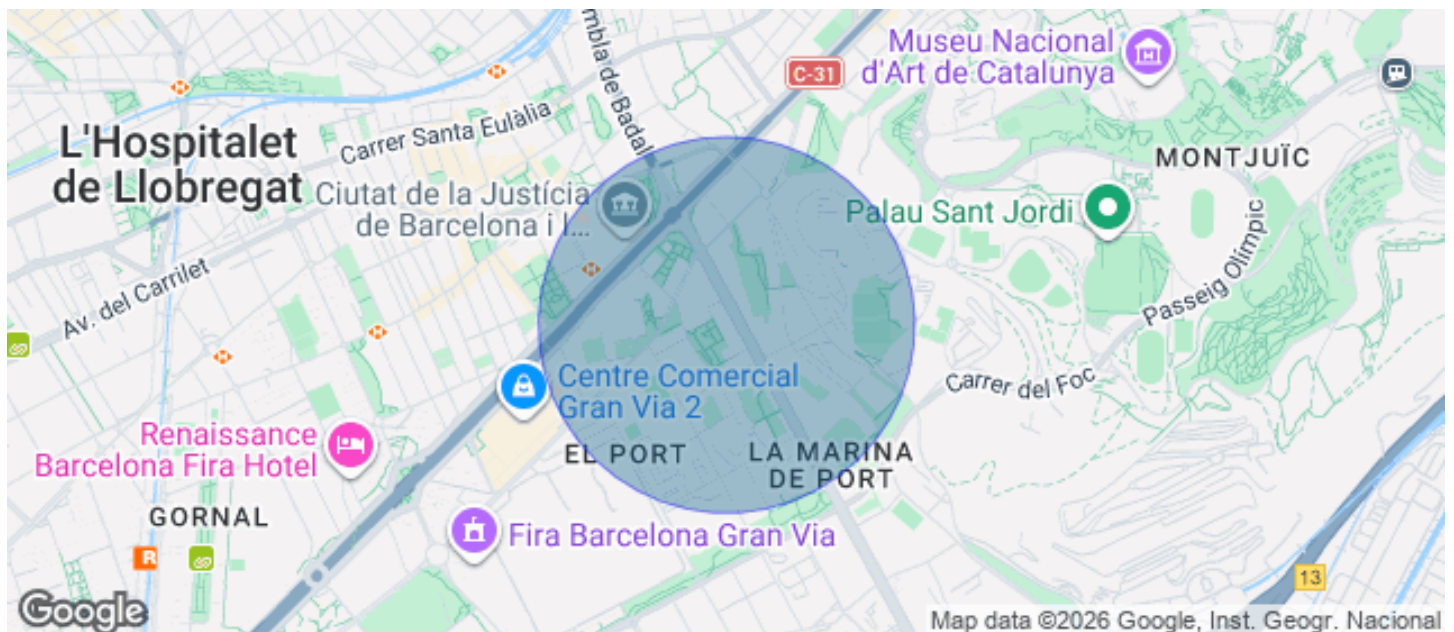 mbla de Badal
C-31
Museu Nacional
d'Art de Catalunya
L'Hospitalet
de Llobregat
Carrer Santa Eulàlia
MONTJUÏC
Ciutat de la Justícia
de Barcelona i l...
Palau Sant Jordi
Passeig Olímpic
Av. del Carrilet
Centre Comercial
Gran Via 2
Carrer del Foc
Renaissance
Barcelona Fira Hotel
EL PORT
LA MARINA
DE PORT
GORNAL
Fira Barcelona Gran Via
R
13
Google
Map data ©2026 Google, Inst. Geogr. Nacional